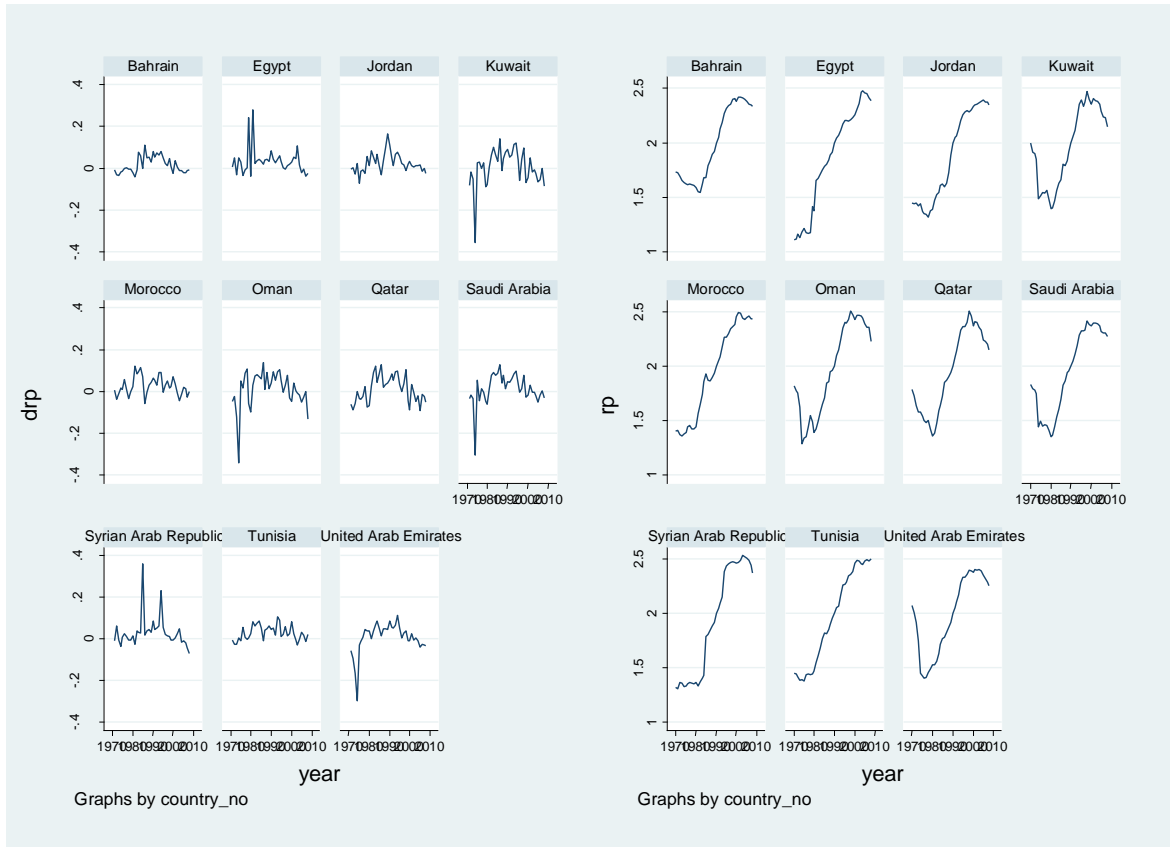 Bahrain Egypt Jordan Kuwait
.4
.2
0
-.2
-.4
Morocco Oman Qatar Saudi Arabia
.4
.2
0
-.2
-.4
1970 1980 1990 2000 2010
Syrian Arab Republic Tunisia United Arab Emirates
.4
.2
0
-.2
-.4
1970 1980 1990 2000 2010 1970 1980 1990 2000 2010 1970 1980 1990 2000 2010
drp
year
Graphs by country_no
Bahrain Egypt Jordan Kuwait
2.5
2
1.5
1
Morocco Oman Qatar Saudi Arabia
2.5
2
1.5
1
1970 1980 1990 2000 2010
Syrian Arab Republic Tunisia United Arab Emirates
2.5
2
1.5
1
1970 1980 1990 2000 2010 1970 1980 1990 2000 2010 1970 1980 1990 2000 2010
rp
year
Graphs by country_no